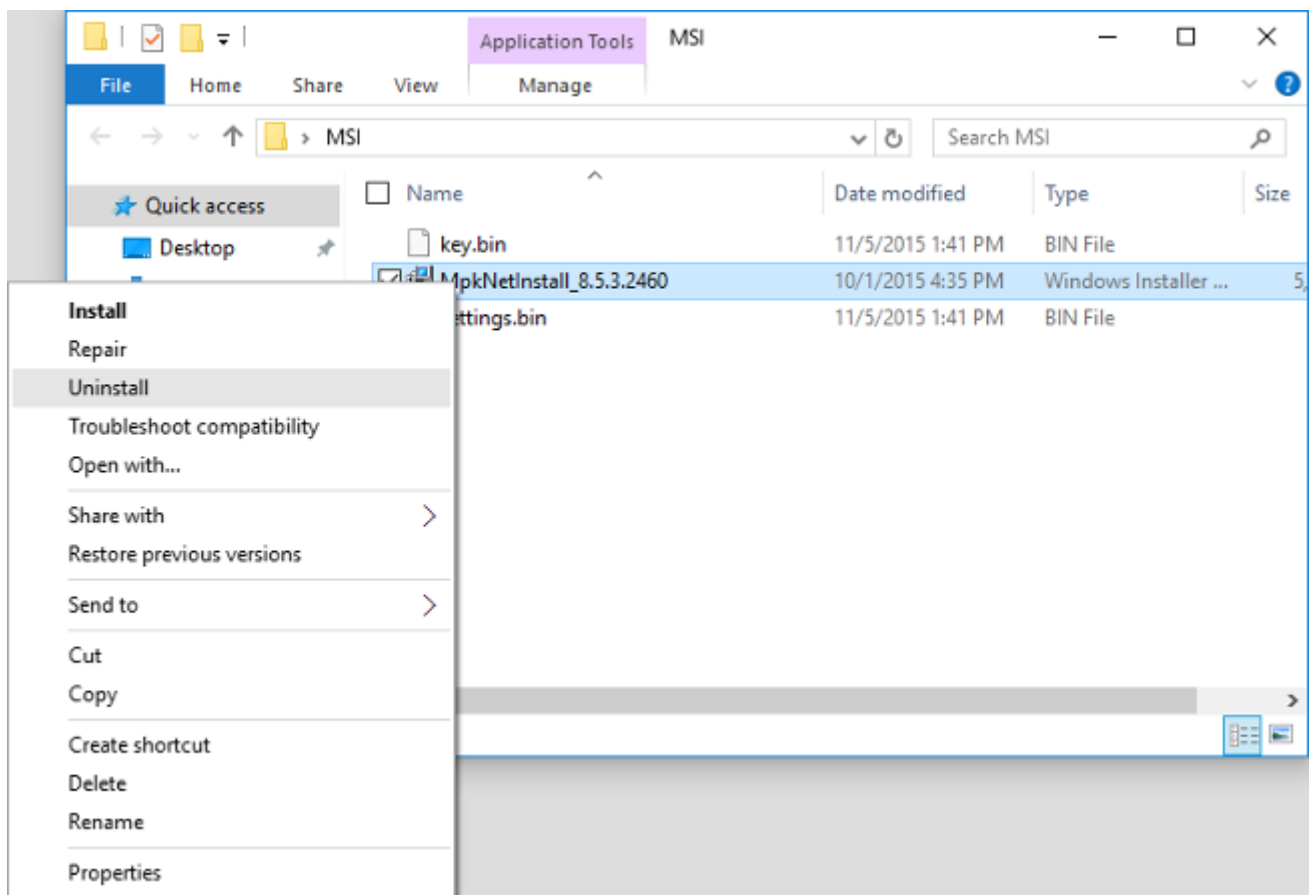 Application Tools MSI
File Home Share View Manage
MSI Search MSI
Name Date modified Type Size
Quick access
Desktop
key.bin 11/5/2015 1:41 PM BIN File
MpkNetInstall_8.5.3.2460 10/1/2015 4:35 PM Windows Installer ... 5,
ettings.bin 11/5/2015 1:41 PM BIN File
Install
Repair
Uninstall
Troubleshoot compatibility
Open with...
Share with
Restore previous versions
Send to
Cut
Copy
Create shortcut
Delete
Rename
Properties